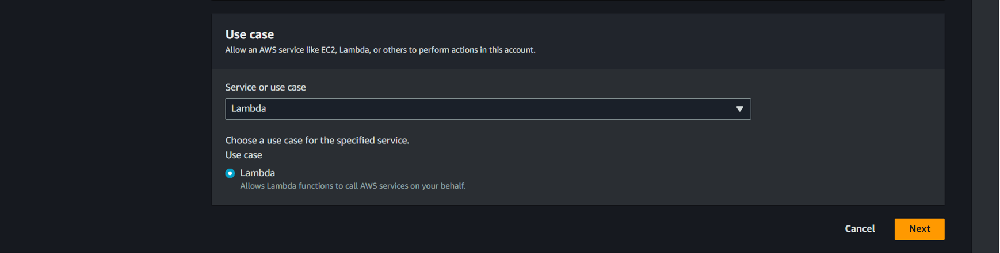 Use case
Allow an AWS service like EC2, Lambda, or others to perform actions in this account.
Service or use case
Lambda
Choose a use case for the specified service.
Use case
Lambda
Allows Lambda functions to call AWS services on your behalf.
Cancel
Next